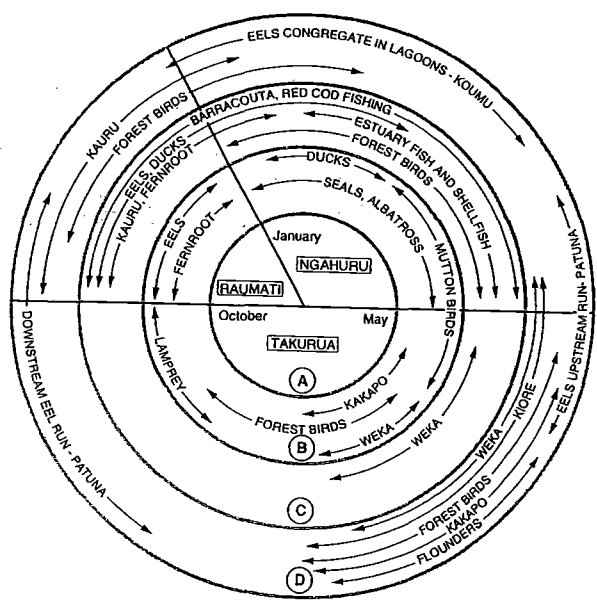 EELS CONGREGATE IN LAGOONS - KOUMU
KAURU
FOREST BIRDS
BARRACOUTA, RED COD FISHING
EELS, DUCKS
KAURU, FERNROOT
ESTUARY FISH AND SHELLFISH
FOREST BIRDS
DUCKS
SEALS, ALBATROSS
EELS
FERNROOT
MUTTON BIRDS
January
NGAHURU
RAUMATI
October
May
TAKURUA
A
LAMPREY
KAKAPO
FOREST BIRDS
WEKA
WEKA
B
C
WEKA
KIORE
EELS UPSTREAM RUN- PATUNA
DOWNSTREAM EEL RUN - PATUNA
FOREST BIRDS
KAKAPO
FLOUNDERS
D